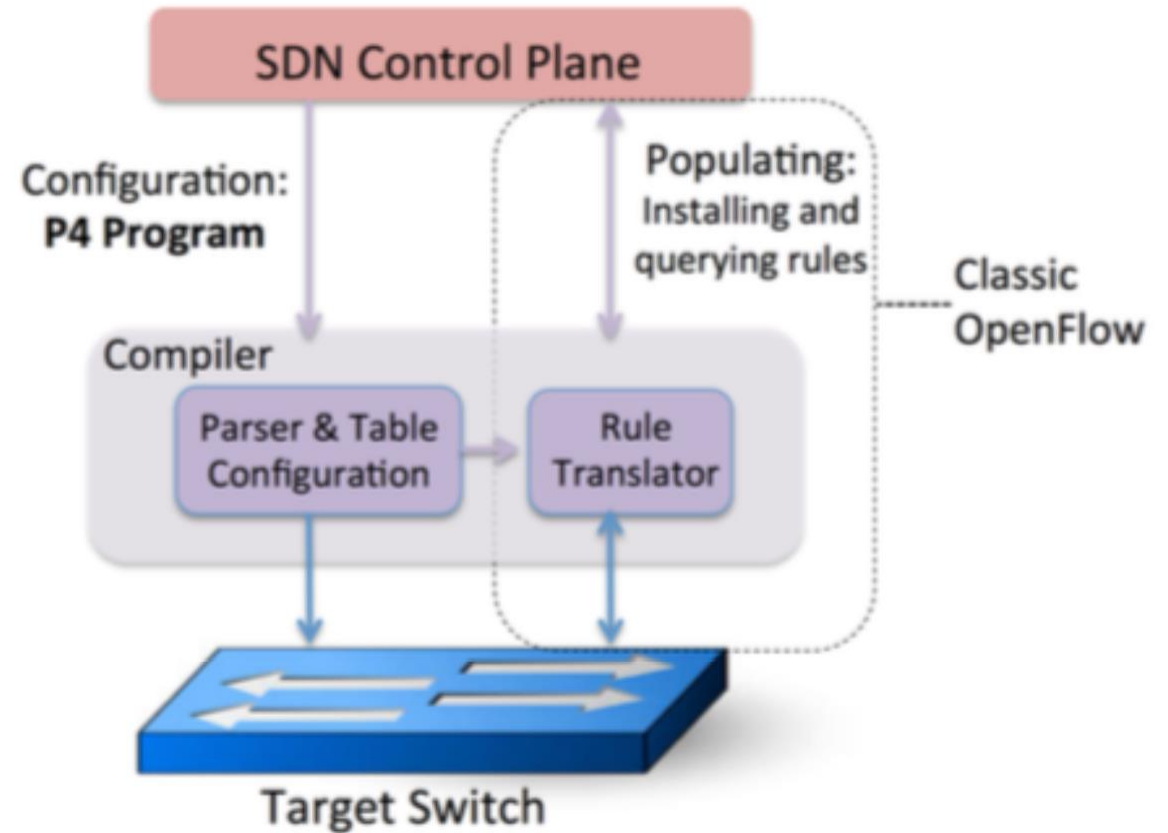 SDN Control Plane
Configuration:
P4 Program
Populating:
Installing and
querying rules
Classic
OpenFlow
Compiler
Parser & Table
Configuration
Rule
Translator
Target Switch